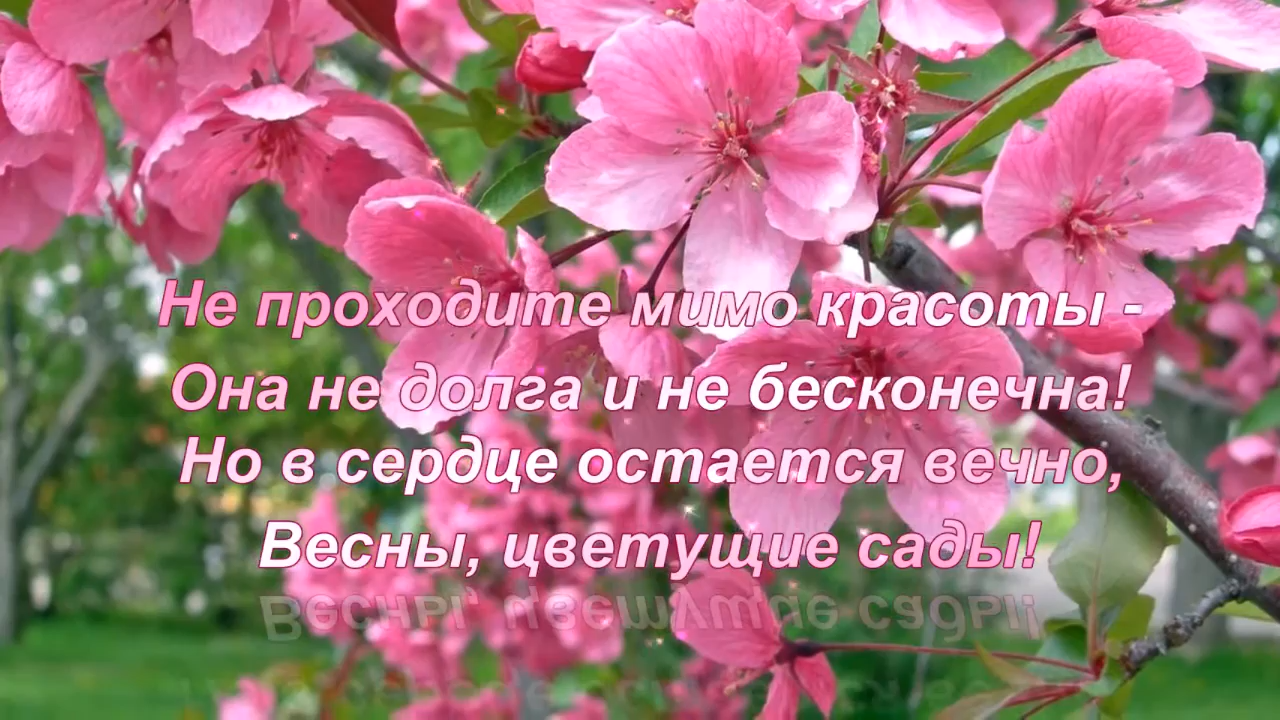 Не проходите мимо красоты -
Она не долга и не бесконечна!
Но в сердце остается вечно,
Весны, цветущие сады!